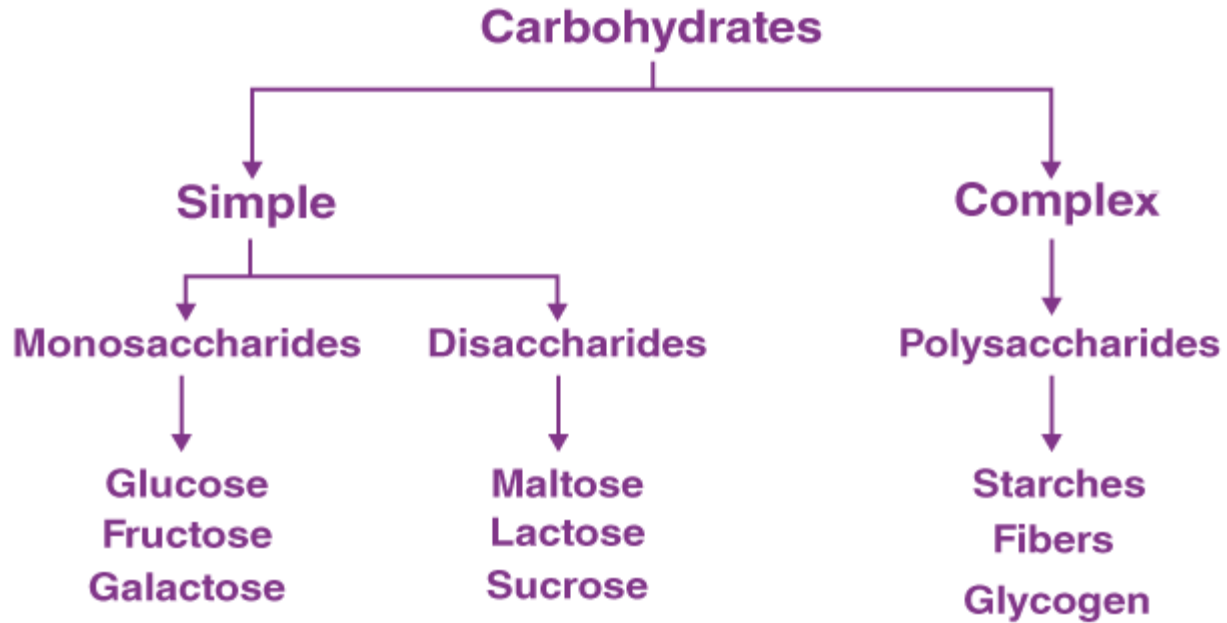 Carbohydrates
Simple
Complex
Monosaccharides
Disaccharides
Polysaccharides
Glucose
Fructose
Galactose
Maltose
Lactose
Sucrose
Starches
Fibers
Glycogen